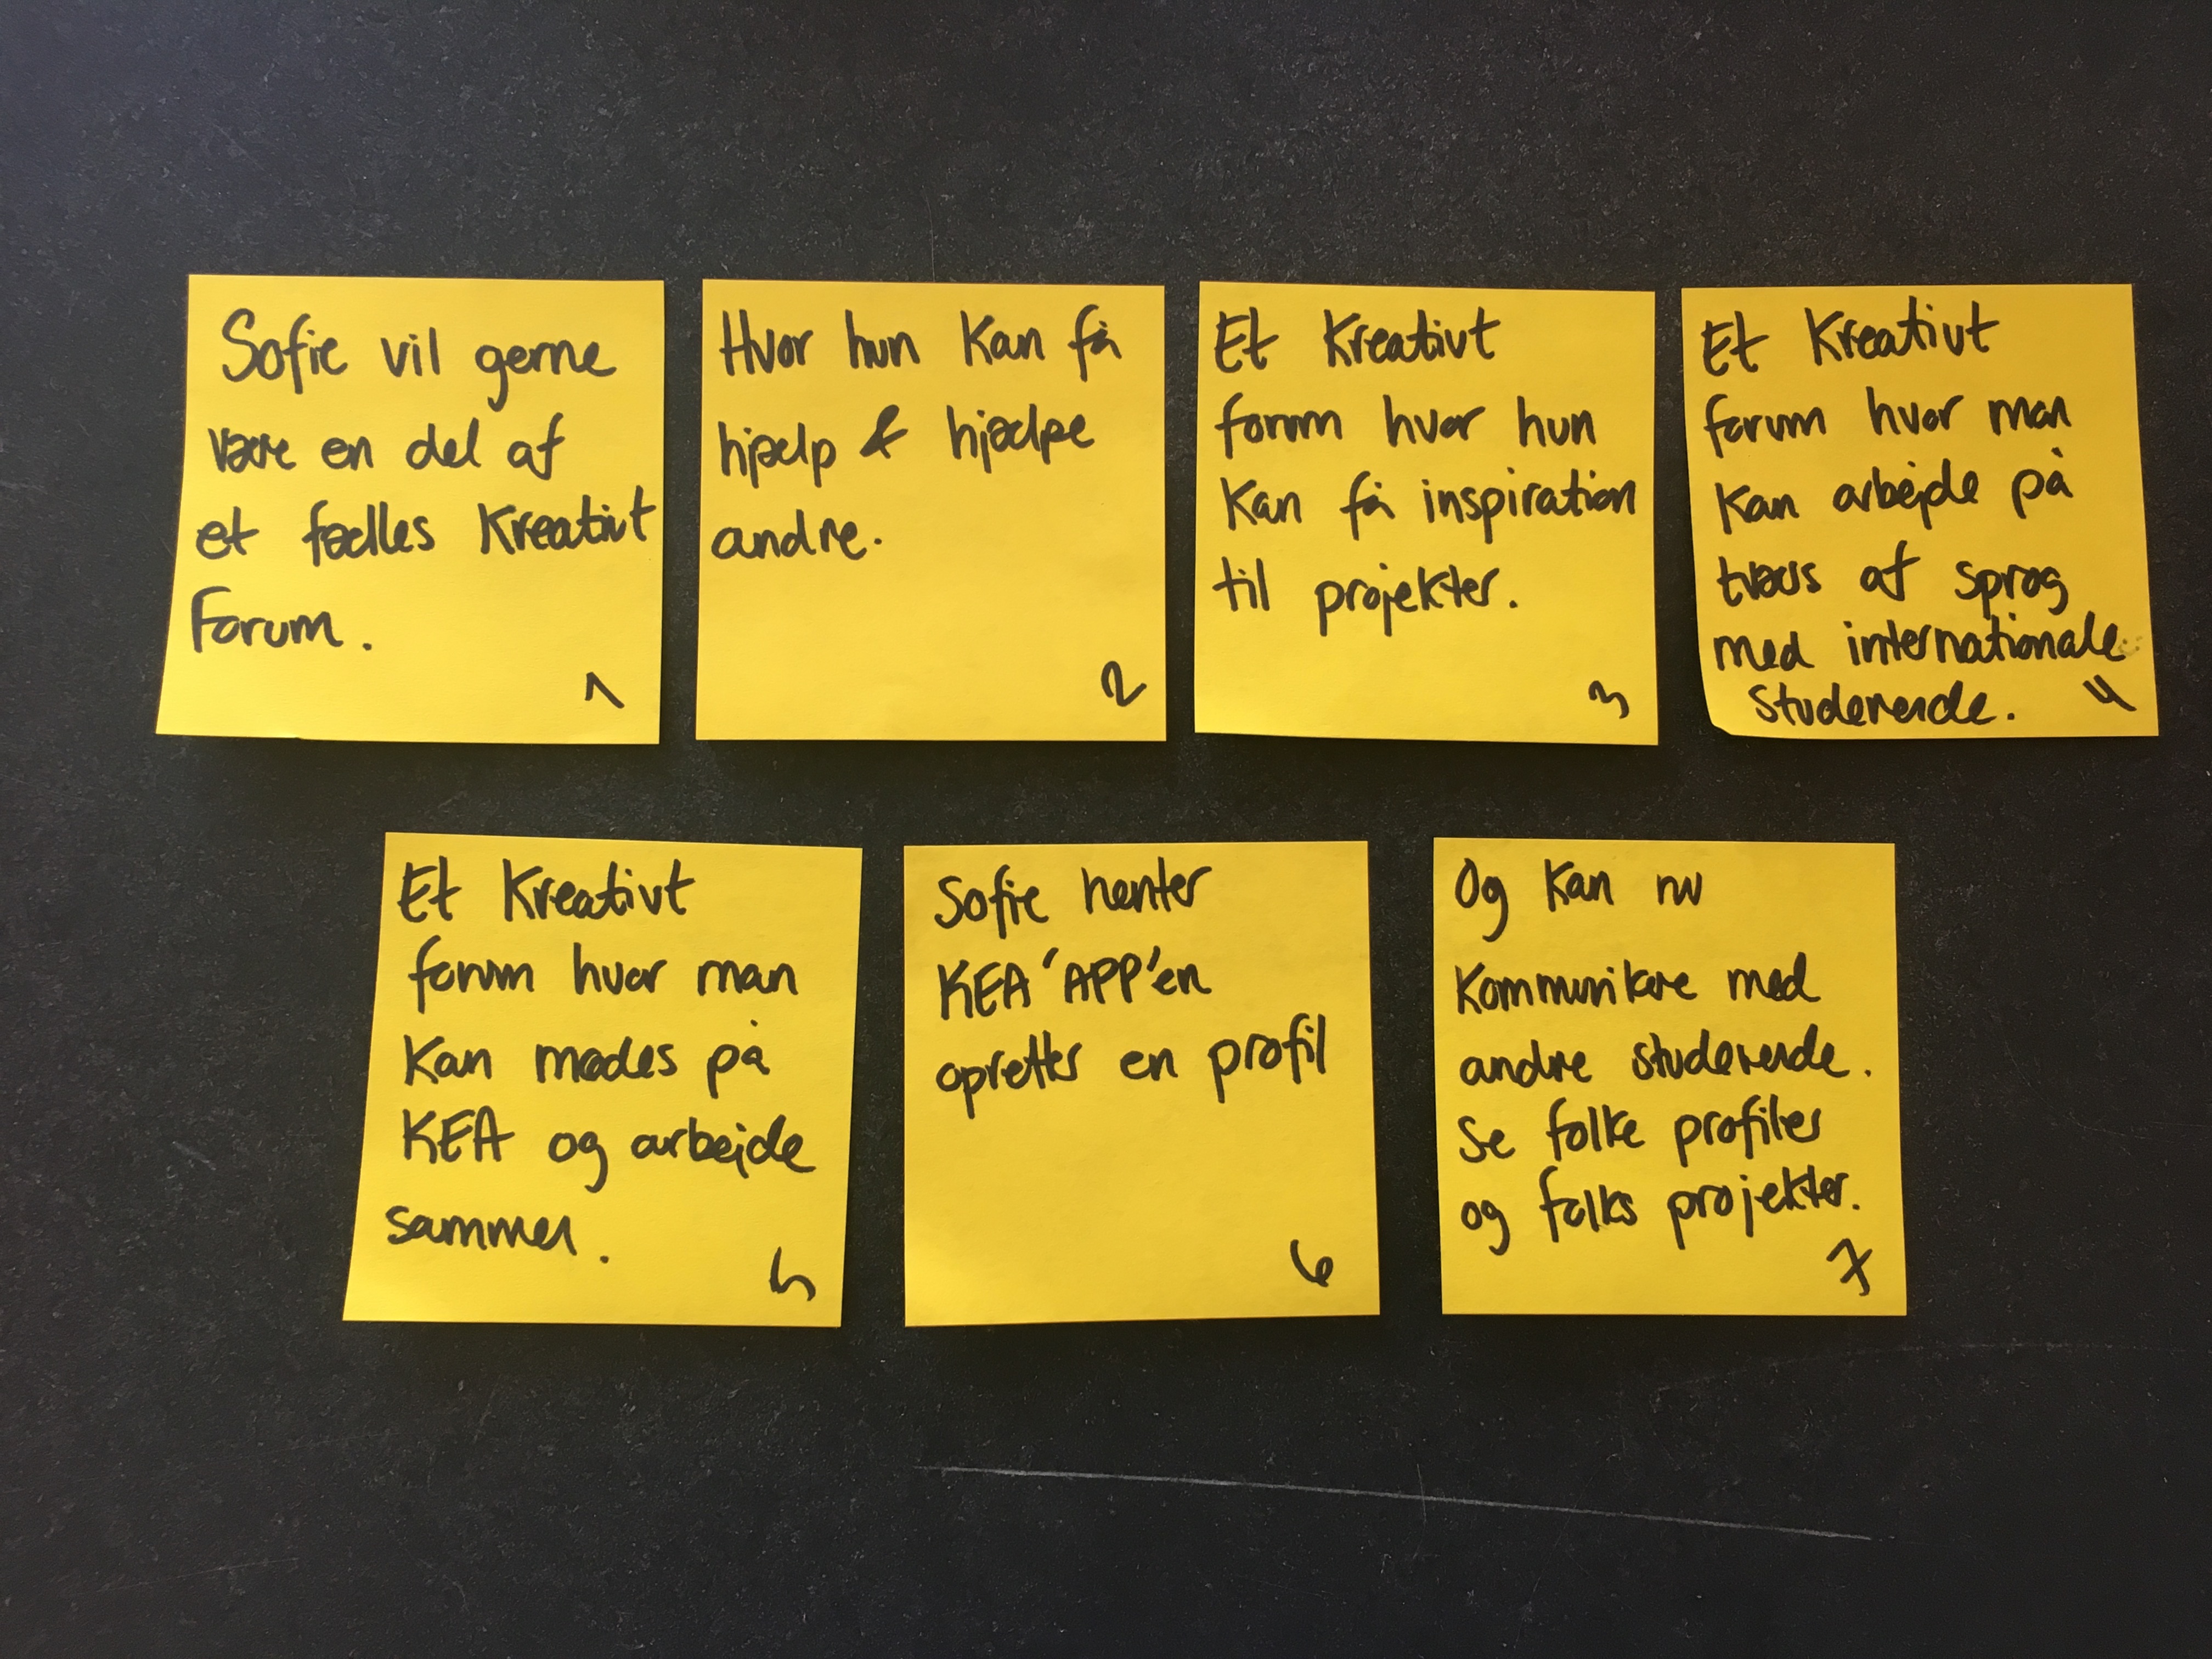 Sofie vil gerne
være en del af
et fælles Kreativt
Forum.
1
Hvor hun Kan få
hjælp & hjælpe
andre.
2
Et Kreativt
forum hvor hun
Kan få inspiration
til projekter.
3
Et Kreativt
forum hvor man
Kan arbejde på
tværs af sprog
med internationale
Studerende.
4
Et Kreativt
forum hvor man
Kan mødes på
KEA og arbejde
sammen.
5
Sofie henter
KEA 'APP'en
opretter en profil
6
Og Kan nu
Kommunikere med
andre studerende.
Se folke profiler
og folks projekter.
7